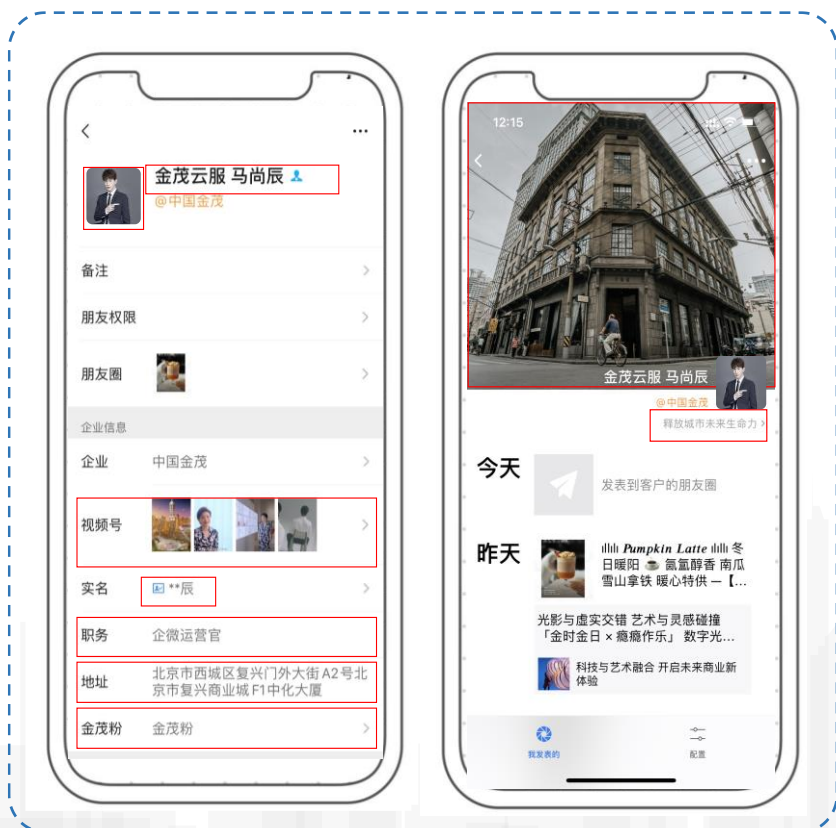 金茂云服 马尚辰
@中国金茂
备注
朋友权限
朋友圈
企业信息
企业 中国金茂
视频号
实名 **辰
职务 企微运营官
地址 北京市西城区复兴门外大街A2号北
京市复兴商业城F1中化大厦
金茂粉 金茂粉
12:15
金茂云服 马尚辰
@中国金茂
释放城市未来生命力
今天
发表到客户的朋友圈
昨天
ıllılı Pumpkin Latte ıllılı 冬
日暖阳 ☕ 氤氲醇香 南瓜
雪山拿铁 暖心特供 —【...
光影与虚实交错 艺术与灵感碰撞
「金时金日 × 瘾瘾作乐」 数字光...
科技与艺术融合 开启未来商业新
体验
我发表的
配置